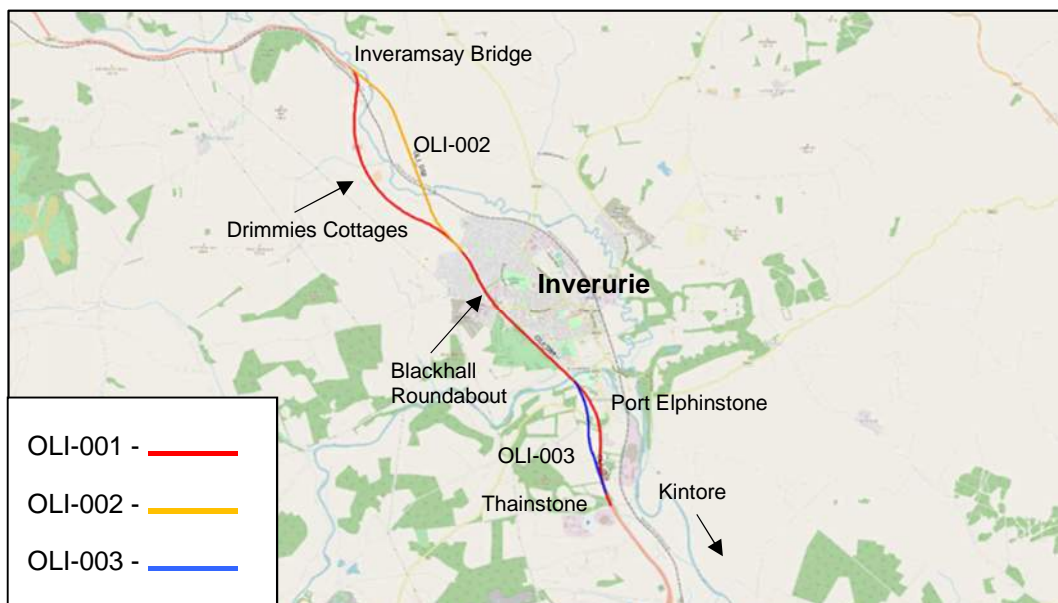 Inveramsay Bridge
OLI-002
Drimmies Cottages
Inverurie
Blackhall
Roundabout
Port Elphinstone
OLI-003
Thainstone
Kintore
OLI-001 -
OLI-002 -
OLI-003 -